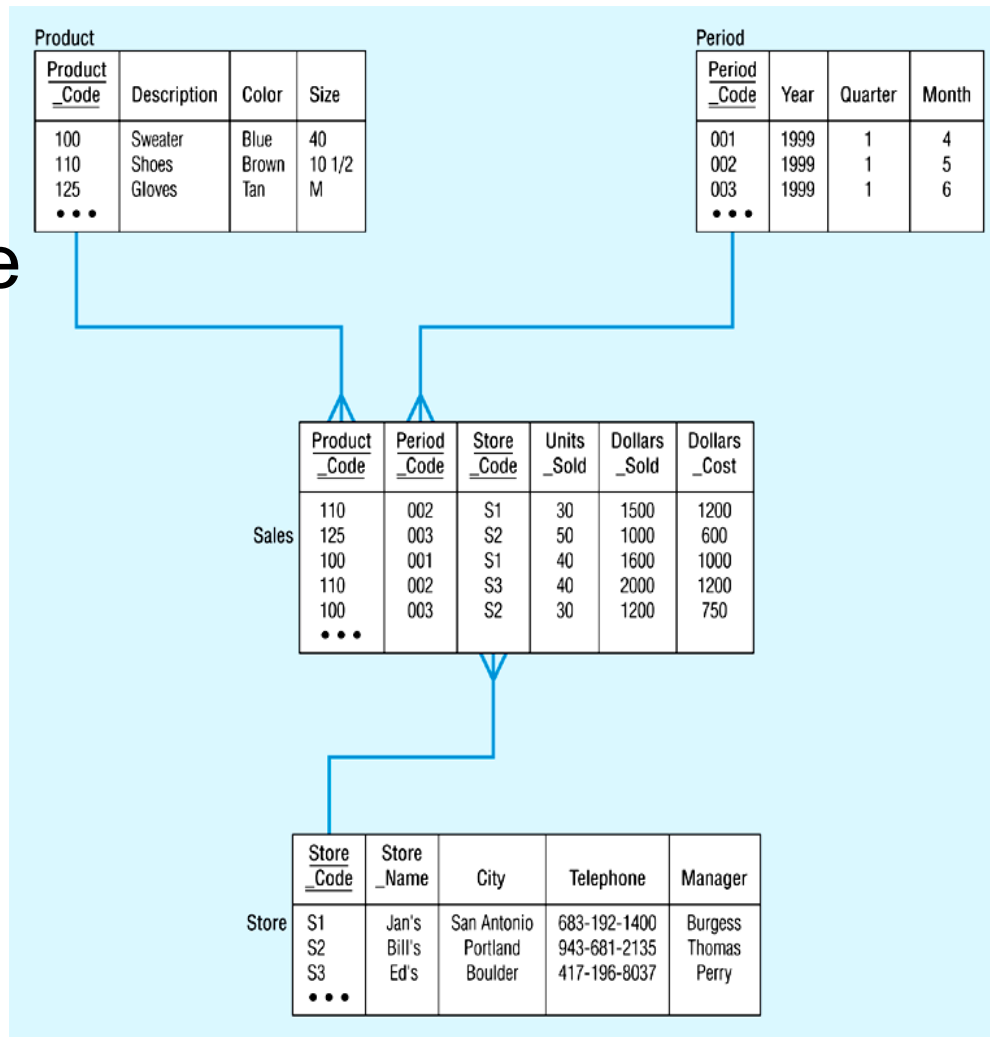 Product
Product _Code Description Color Size
100 Sweater Blue 40
110 Shoes Brown 10 1/2
125 Gloves Tan M
• • •
Period
Period _Code Year Quarter Month
001 1999 1 4
002 1999 1 5
003 1999 1 6
• • •
e
Sales
Product _Code Period _Code Store _Code Units _Sold Dollars _Sold Dollars _Cost
110 002 S1 30 1500 1200
125 003 S2 50 1000 600
100 001 S1 40 1600 1000
110 002 S3 40 2000 1200
100 003 S2 30 1200 750
• • •
Store
Store _Code Store _Name City Telephone Manager
S1 Jan's San Antonio 683-192-1400 Burgess
S2 Bill's Portland 943-681-2135 Thomas
S3 Ed's Boulder 417-196-8037 Perry
• • •